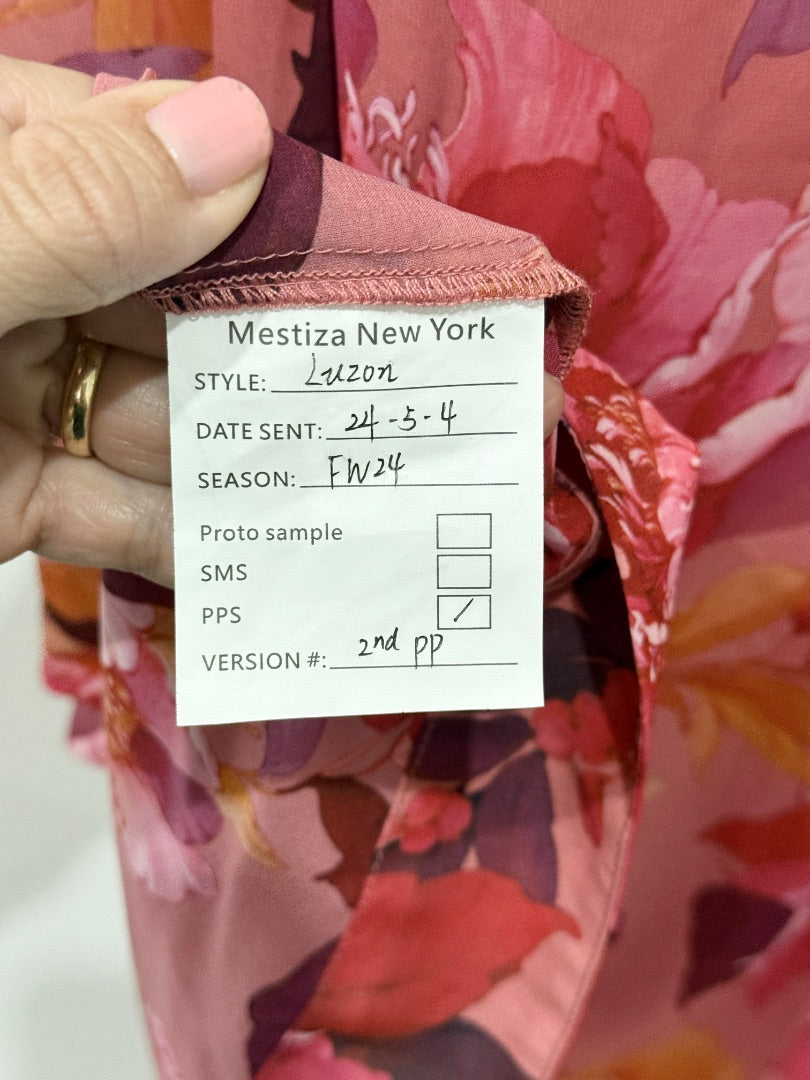 Mestiza New York
STYLE: Luzon
DATE SENT: 24-5-4
SEASON: FW24
Proto sample
SMS
PPS /
VERSION #: 2nd PP